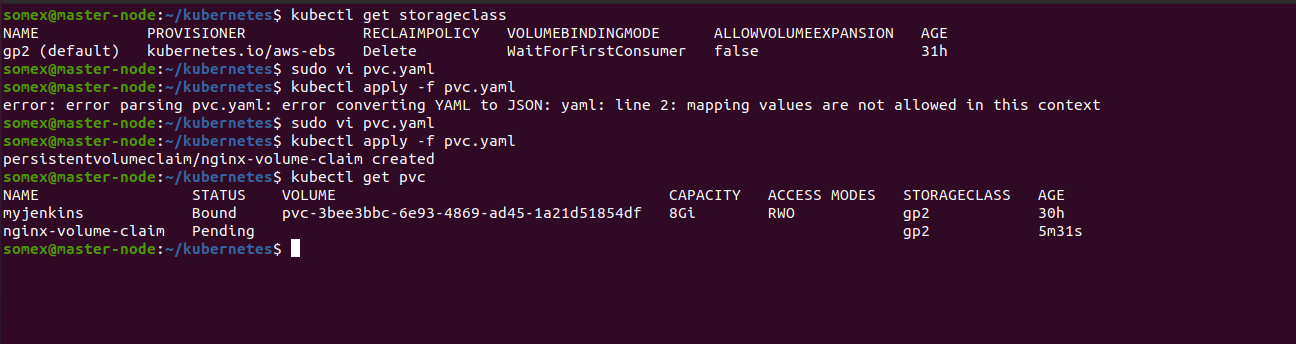 somex@master-node:~/kubernetes$ kubectl get storageclass
NAME            PROVISIONER             RECLAIMPOLICY   VOLUMEBINDINGMODE      ALLOWVOLUMEEXPANSION   AGE
gp2 (default)   kubernetes.io/aws-ebs   Delete          WaitForFirstConsumer   false                  31h
somex@master-node:~/kubernetes$ sudo vi pvc.yaml
somex@master-node:~/kubernetes$ kubectl apply -f pvc.yaml
error: error parsing pvc.yaml: error converting YAML to JSON: yaml: line 2: mapping values are not allowed in this context
somex@master-node:~/kubernetes$ sudo vi pvc.yaml
somex@master-node:~/kubernetes$ kubectl apply -f pvc.yaml
persistentvolumeclaim/nginx-volume-claim created
somex@master-node:~/kubernetes$ kubectl get pvc
NAME                 STATUS    VOLUME                                     CAPACITY   ACCESS MODES   STORAGECLASS   AGE
myjenkins            Bound     pvc-3bee3bbc-6e93-4869-ad45-1a21d51854df   8Gi        RWO            gp2            30h
nginx-volume-claim   Pending                                                                        gp2            5m31s
somex@master-node:~/kubernetes$